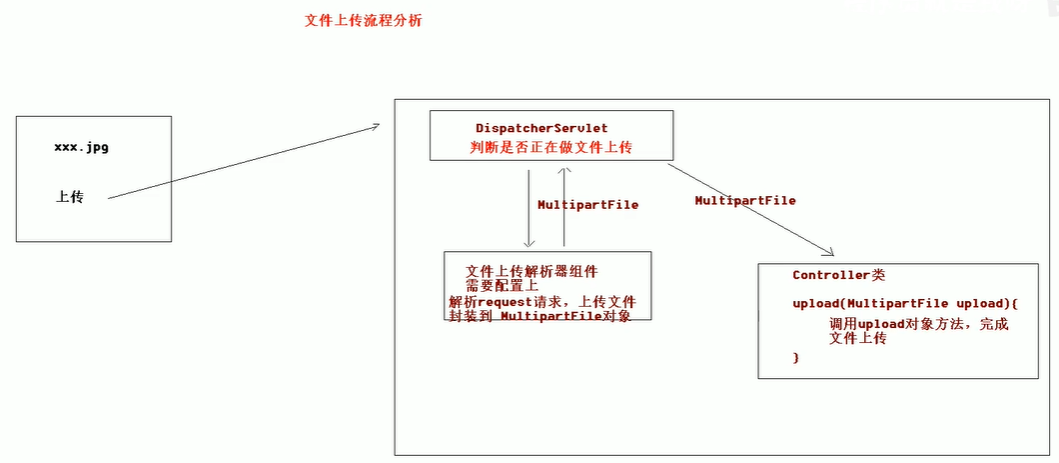 文件上传流程分析
xxx.jpg
上传
DispatcherServlet
判断是否正在做文件上传
MultipartFile
MultipartFile
文件上传解析器组件
需要配置上
解析request请求，上传文件
封装到 MultipartFile对象
Controller类
upload(MultipartFile upload){
调用upload对象方法，完成
文件上传
}